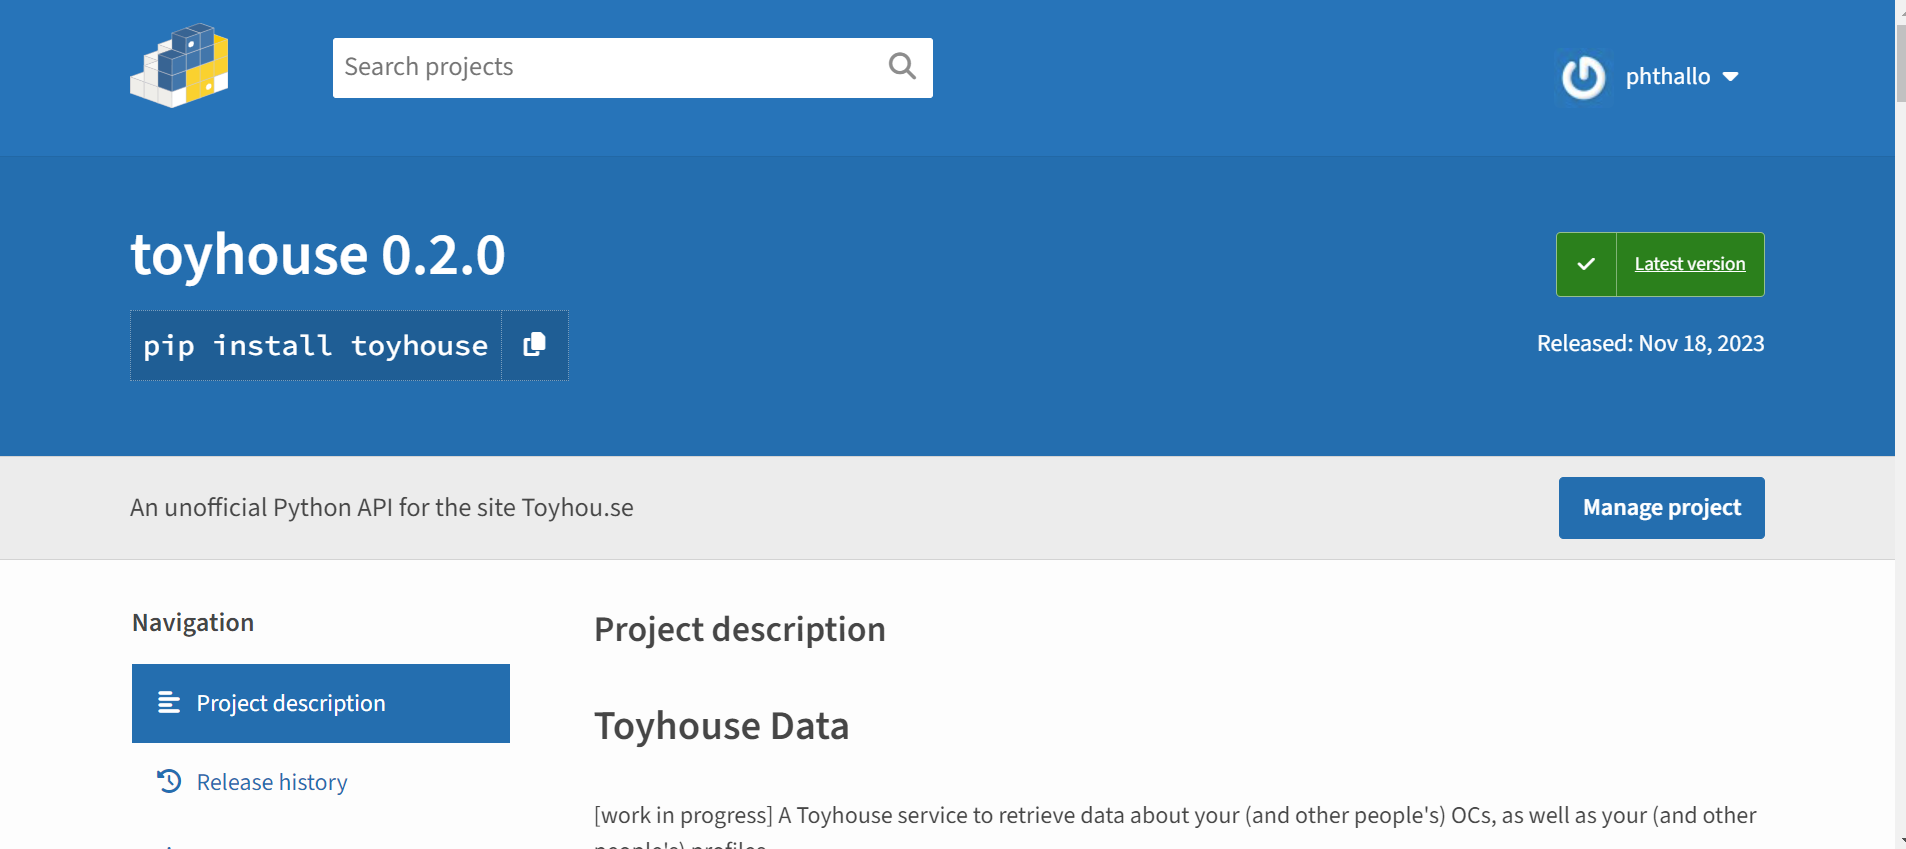 Search projects
phthallo
toyhouse 0.2.0
Latest version
pip install toyhouse
Released: Nov 18, 2023
An unofficial Python API for the site Toyhou.se
Manage project
Navigation
Project description
Release history
Project description
Toyhouse Data
[work in progress] A Toyhouse service to retrieve data about your (and other people's) OCs, as well as your (and other
people's) profiles.